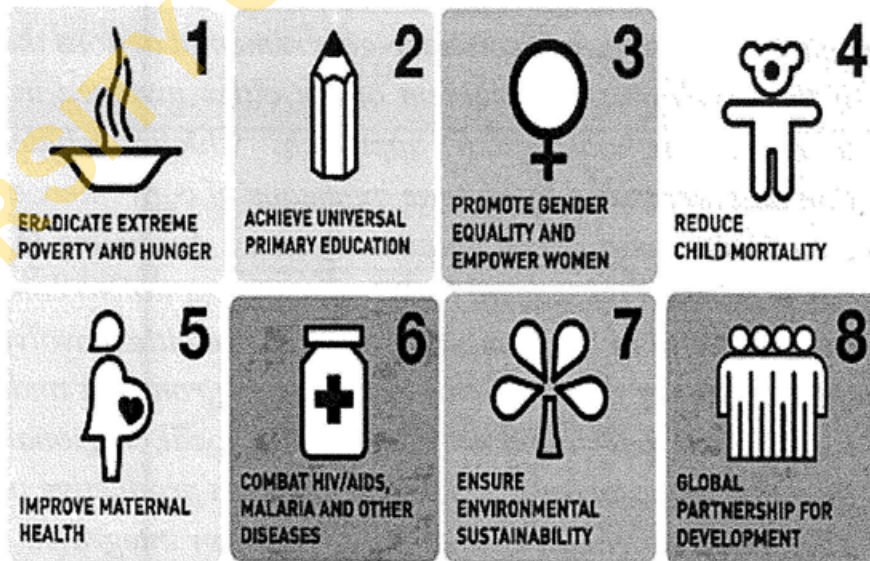 1
ERADICATE EXTREME
POVERTY AND HUNGER
2
ACHIEVE UNIVERSAL
PRIMARY EDUCATION
3
PROMOTE GENDER
EQUALITY AND
EMPOWER WOMEN
4
REDUCE
CHILD MORTALITY
5
IMPROVE MATERNAL
HEALTH
6
COMBAT HIV/AIDS,
MALARIA AND OTHER
DISEASES
7
ENSURE
ENVIRONMENTAL
SUSTAINABILITY
8
GLOBAL
PARTNERSHIP FOR
DEVELOPMENT